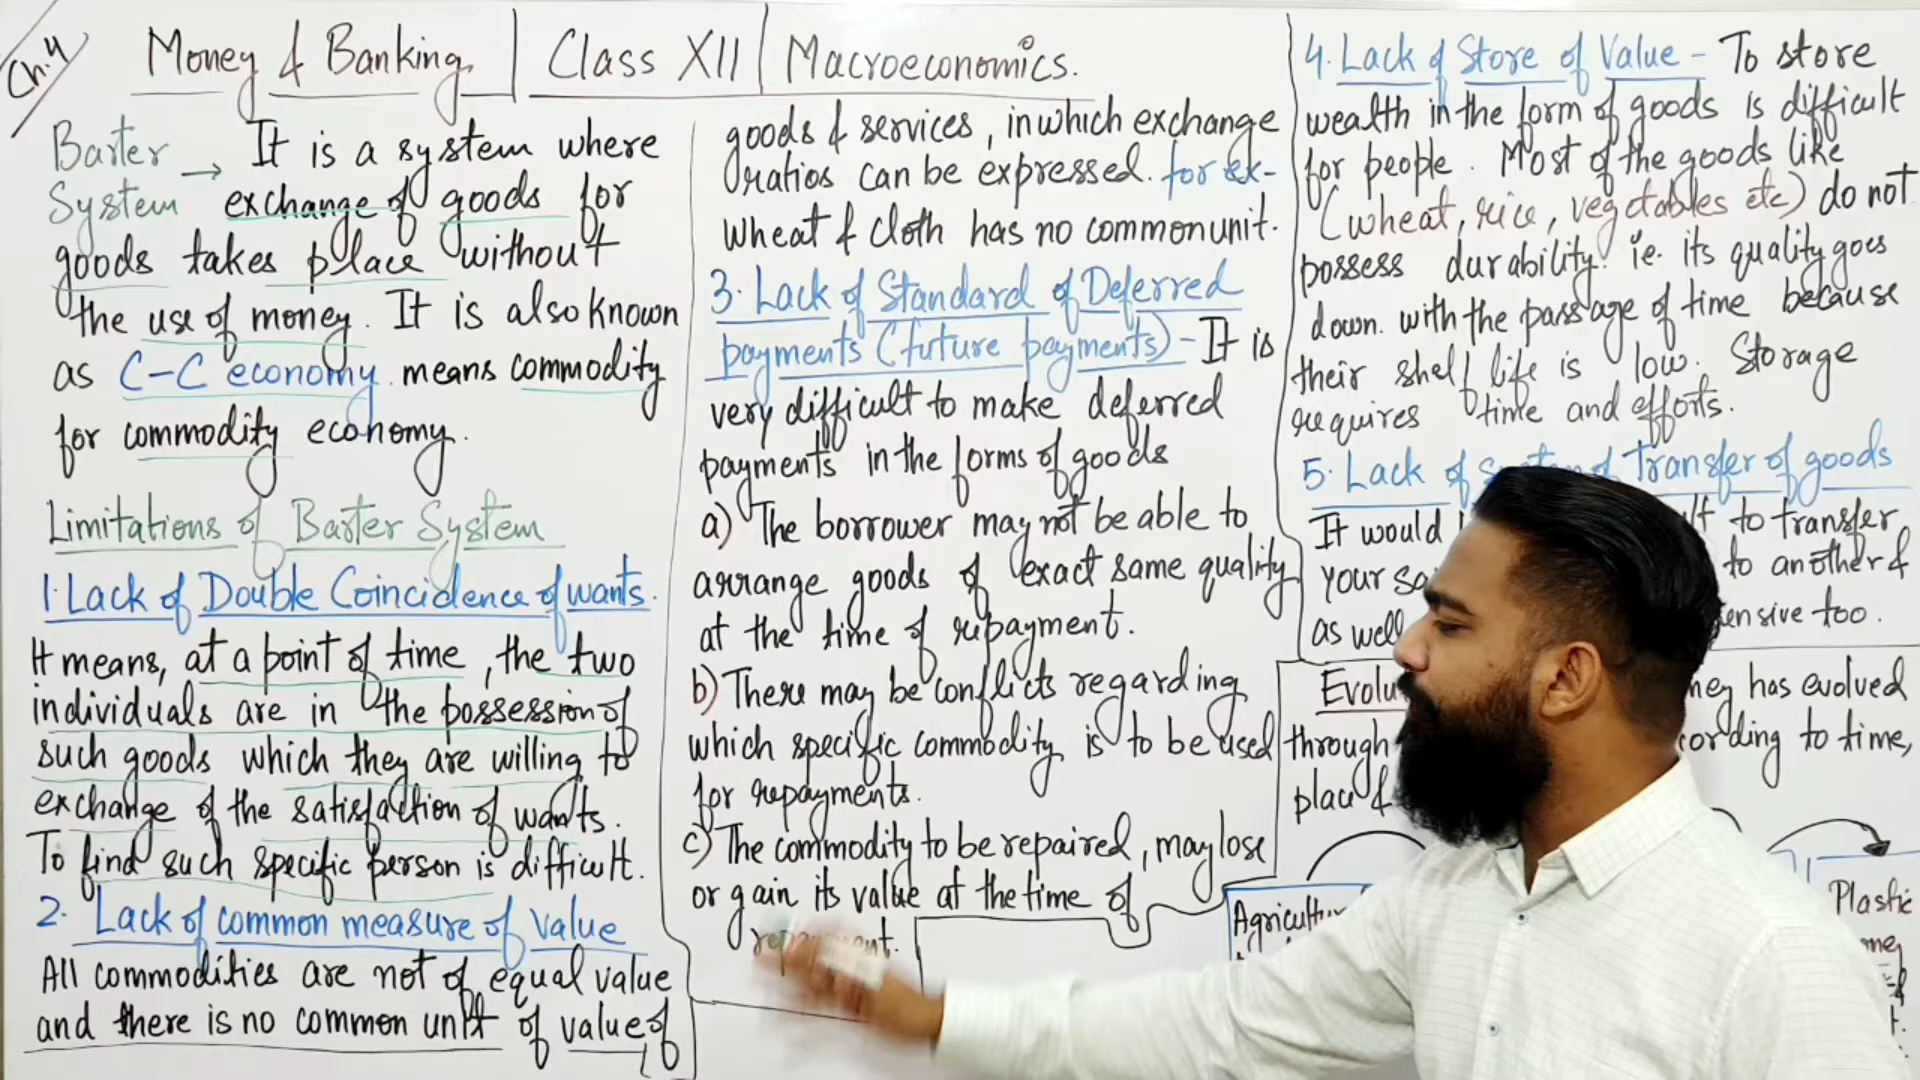 Ch.4
Money & Banking | Class XII | Macroeconomics.
Barter System → It is a system where
exchange of goods for
goods takes place without
the use of money. It is also known
as C-C economy means commodity
for commodity economy.
Limitations of Barter System
1. Lack of Double Coincidence of wants.
It means, at a point of time, the two
individuals are in the possession of
such goods which they are willing to
exchange of the satisfaction of wants.
To find such specific person is difficult.
2. Lack of common measure of value
All commodities are not of equal value
and there is no common unit of value of
goods & services, in which exchange
ratios can be expressed. for ex-
wheat & cloth has no common unit.
3. Lack of Standard of Deferred
payments (future payments) - It is
very difficult to make deferred
payments in the forms of goods
a) The borrower may not be able to
arrange goods of exact same quality
at the time of repayment.
b) There may be conflicts regarding
which specific commodity is to be used
for repayments.
c) The commodity to be repaired, may lose
or gain its value at the time of
repayment.
4. Lack of Store of Value - To store
wealth in the form of goods is difficult
for people. Most of the goods like
(wheat, rice, vegetables etc) do not
possess durability. ie. its quality goes
down. with the passage of time because
their shelf life is low. Storage
requires time and efforts.
5. Lack of transfer of goods
It would to transfer
your to another &
as well too.
has evolved
through to time,
place &
Plastic